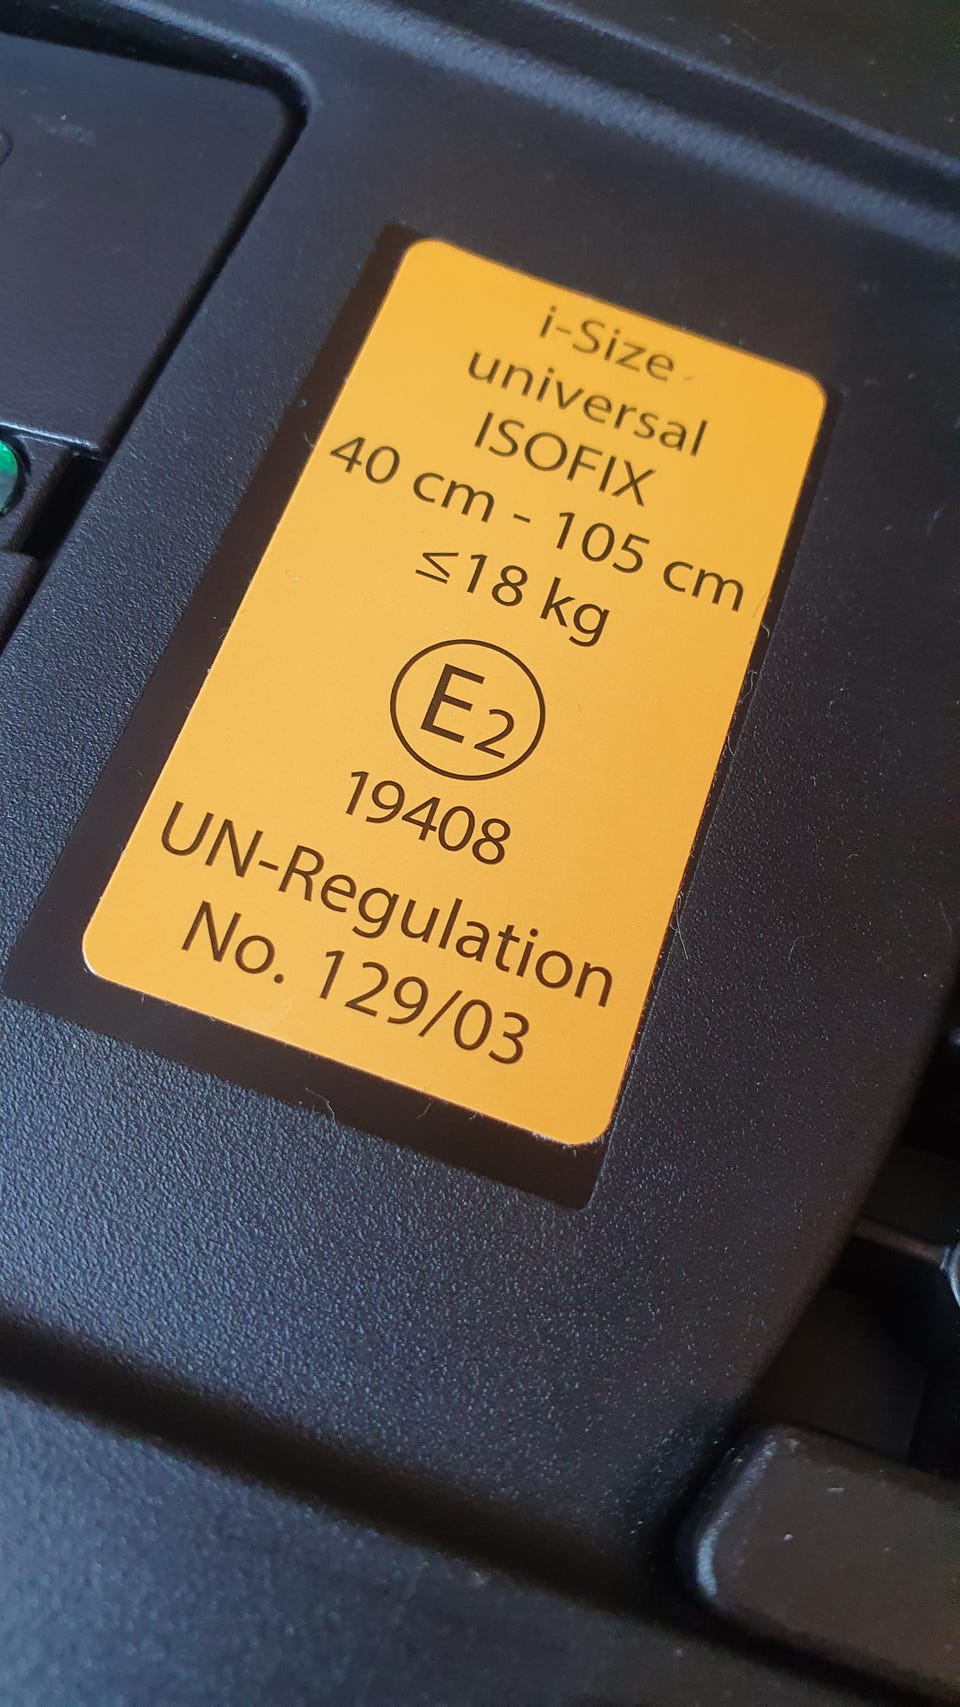 i-Size
universal
ISOFIX
40 cm - 105 cm
≤18 kg
E2
19408
UN-Regulation
No. 129/03